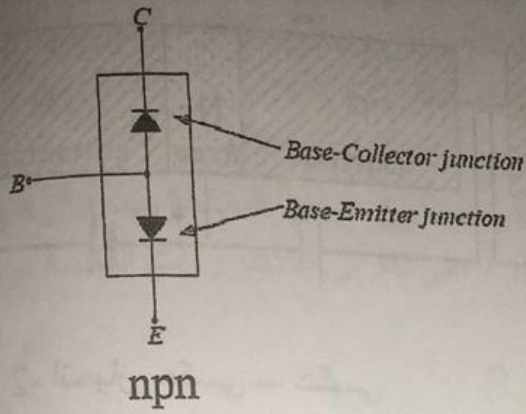 C
Base-Collector junction
B
Base-Emitter junction
E
npn